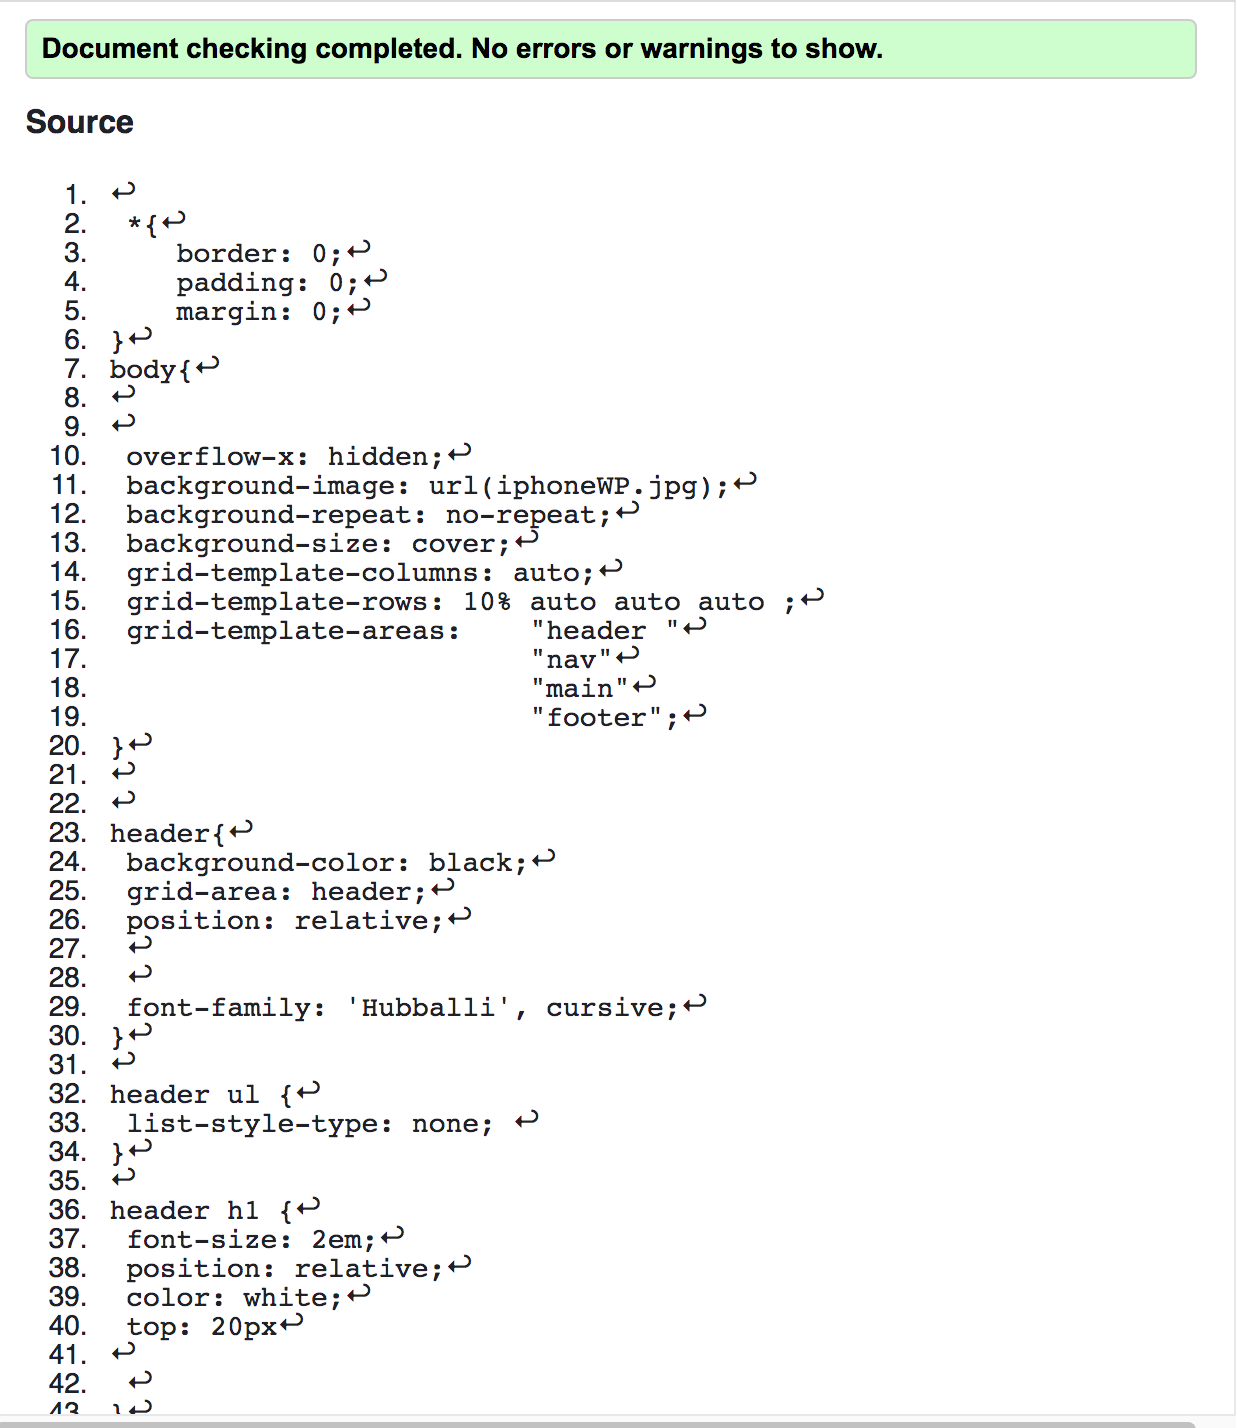 Document checking completed. No errors or warnings to show.
Source
1. ↩
2. *{↩
3. border: 0;↩
4. padding: 0;↩
5. margin: 0;↩
6. }↩
7. body{↩
8. ↩
9. ↩
10. overflow-x: hidden;↩
11. background-image: url(iphoneWP.jpg);↩
12. background-repeat: no-repeat;↩
13. background-size: cover;↩
14. grid-template-columns: auto;↩
15. grid-template-rows: 10% auto auto auto ;↩
16. grid-template-areas: "header "↩
17. "nav"↩
18. "main"↩
19. "footer";↩
20. }↩
21. ↩
22. ↩
23. header{↩
24. background-color: black;↩
25. grid-area: header;↩
26. position: relative;↩
27. ↩
28. ↩
29. font-family: 'Hubballi', cursive;↩
30. }↩
31. ↩
32. header ul {↩
33. list-style-type: none; ↩
34. }↩
35. ↩
36. header h1 {↩
37. font-size: 2em;↩
38. position: relative;↩
39. color: white;↩
40. top: 20px↩
41. ↩
42. ↩
43. }↩